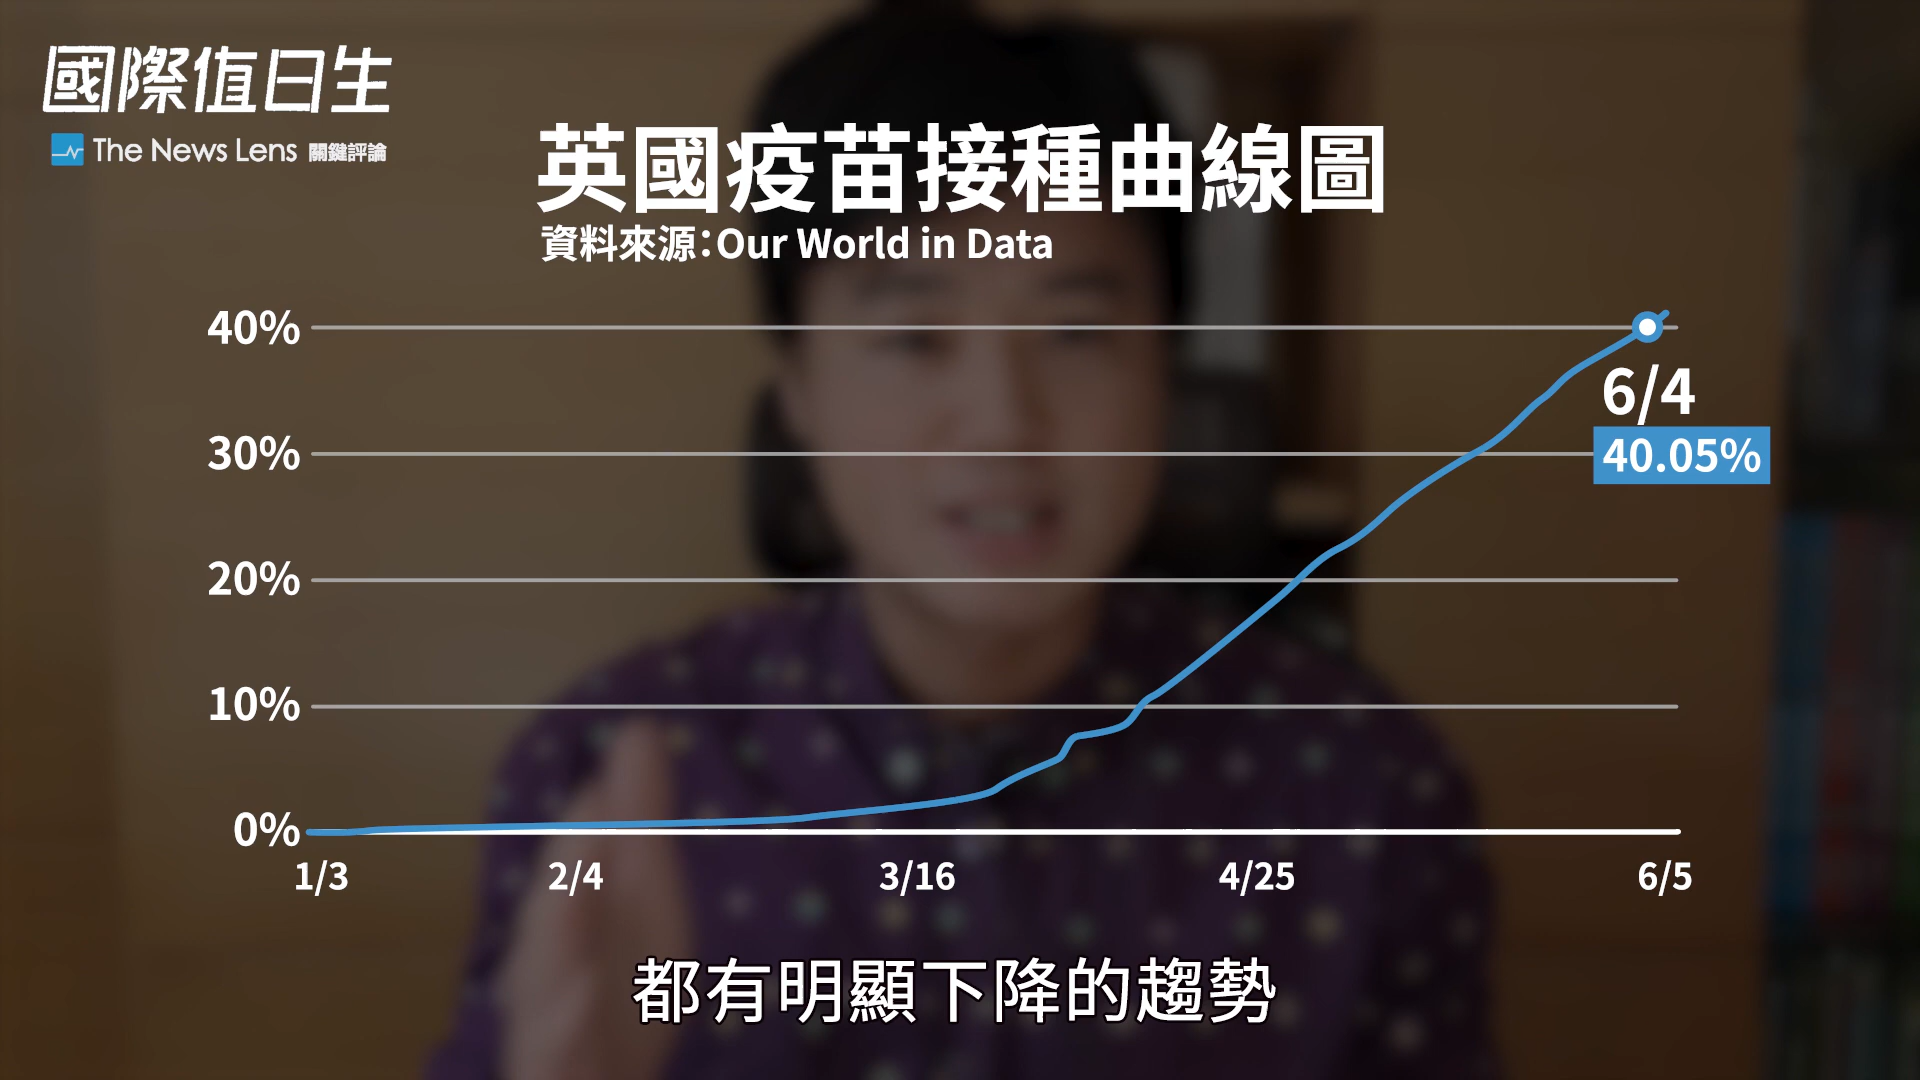 國際值日生
The News Lens 關鍵評論
英國疫苗接種曲線圖
資料來源：Our World in Data
40%
6/4
30%
40.05%
20%
10%
0%
1/3 2/4 3/16 4/25 6/5
都有明顯下降的趨勢